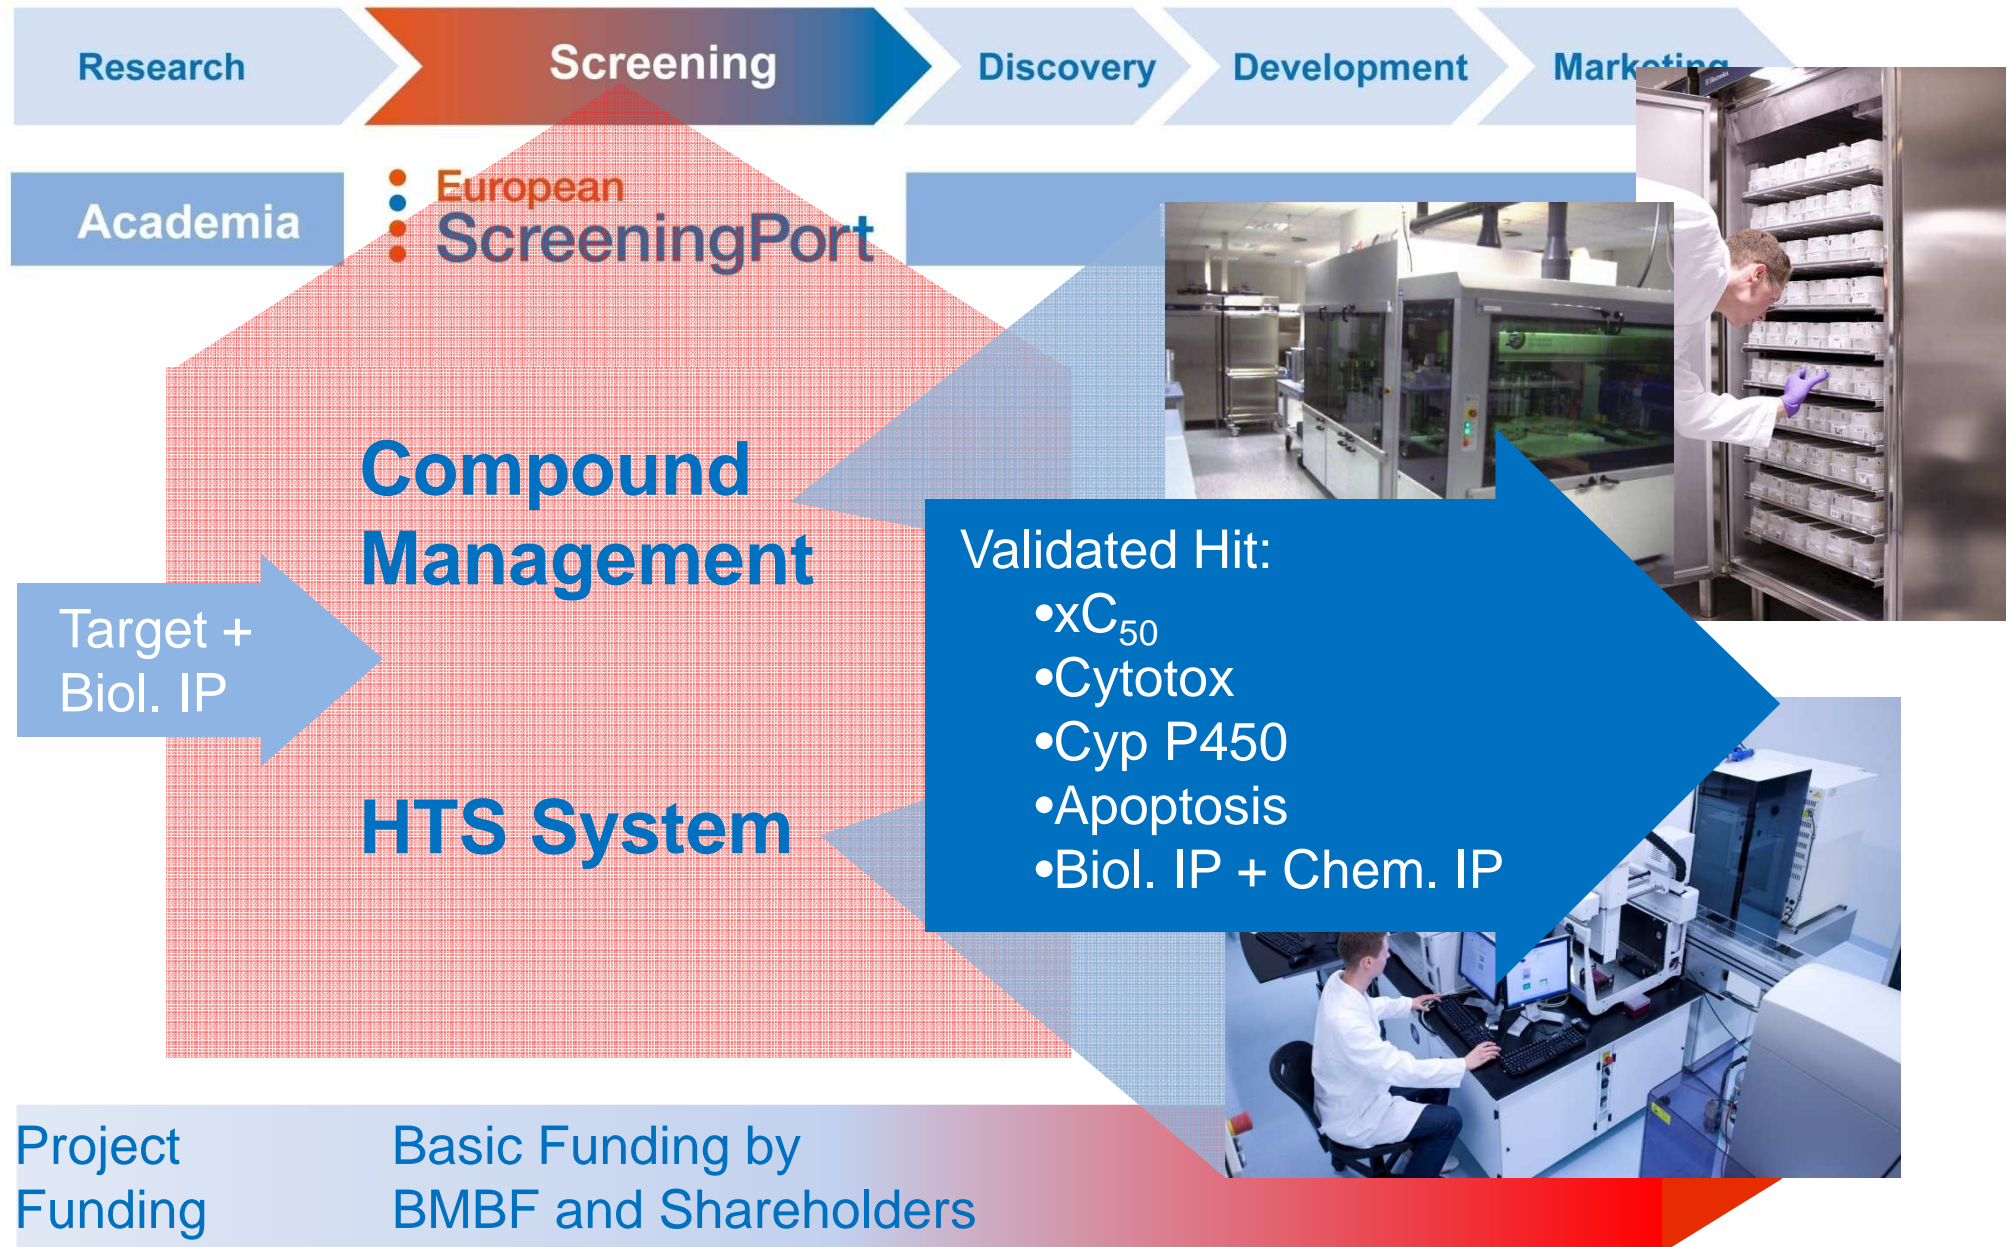 Research
Screening
Discovery
Development
Marketing
Academia
European
ScreeningPort
Compound
Management
Target +
Biol. IP
HTS System
Validated Hit:
•xC50
•Cytotox
•Cyp P450
•Apoptosis
•Biol. IP + Chem. IP
Project
Funding
Basic Funding by
BMBF and Shareholders